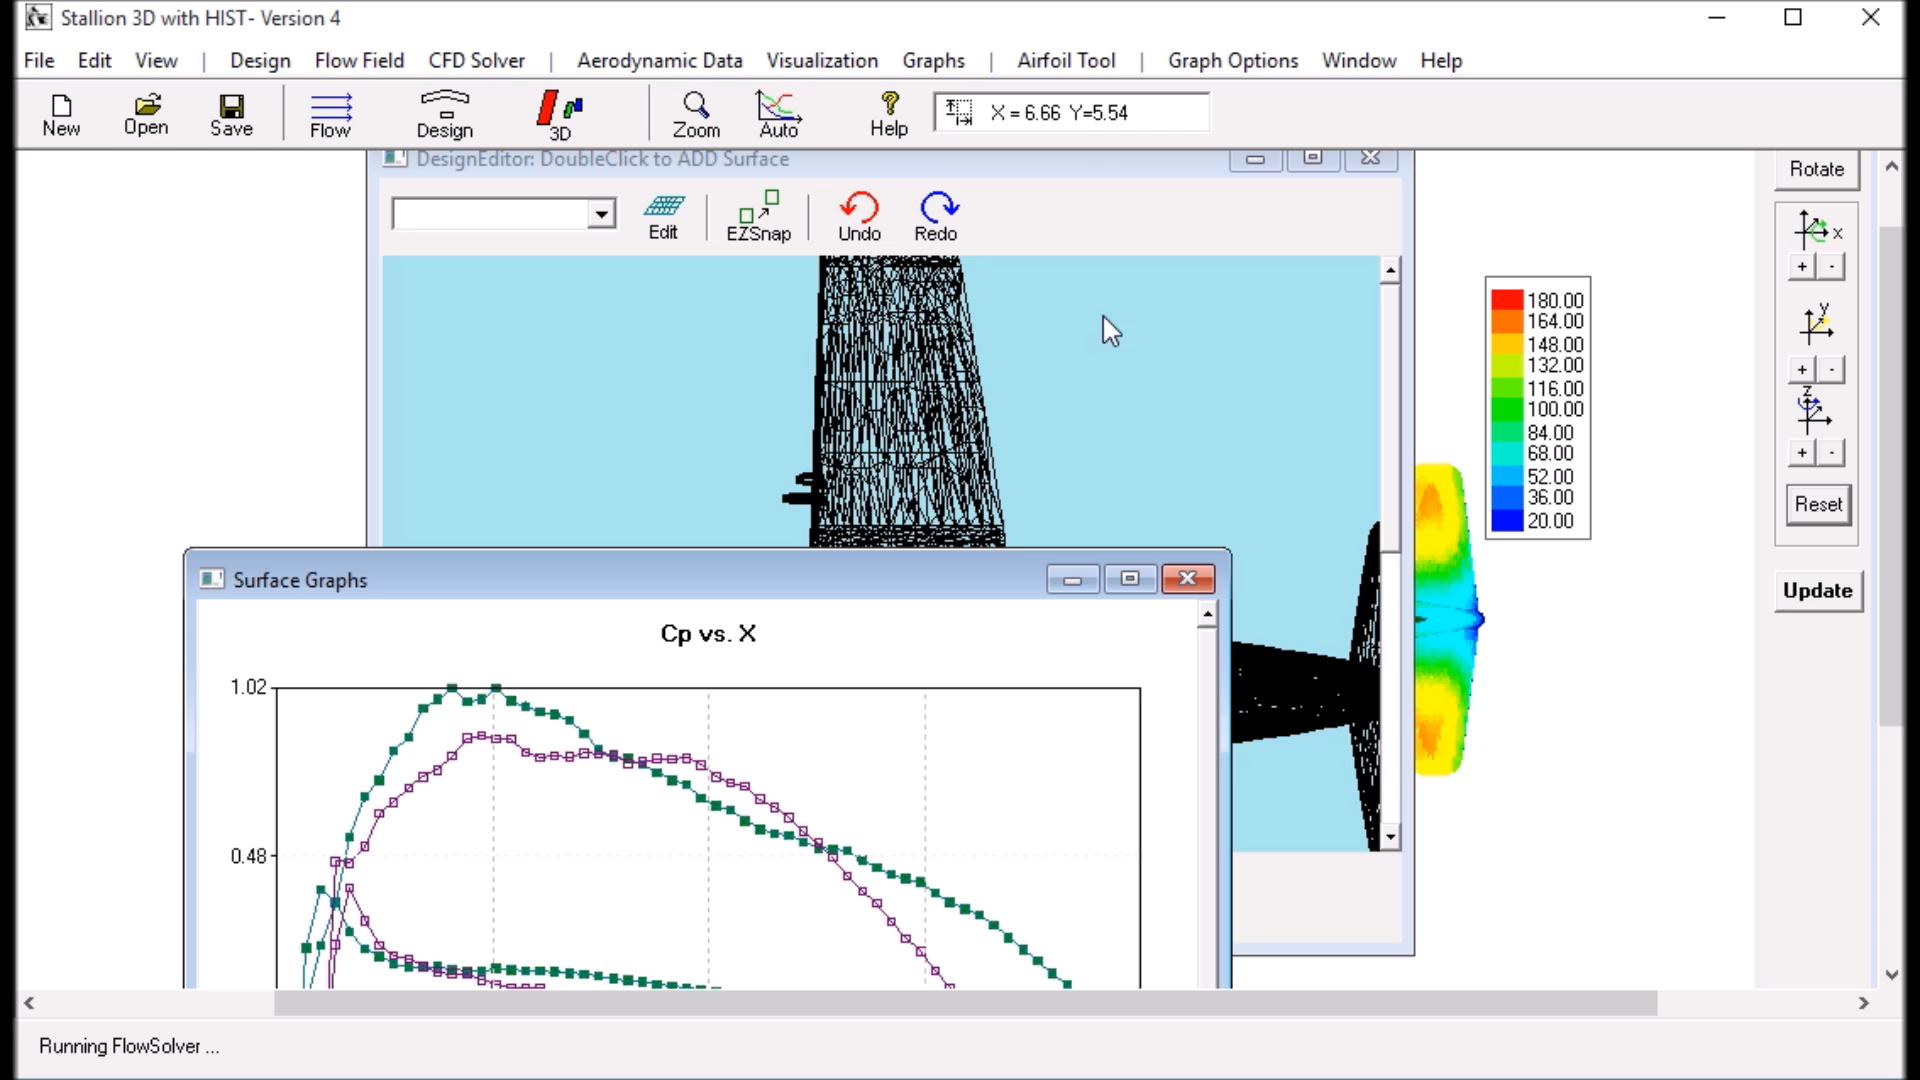 Stallion 3D with HIST- Version 4
File Edit View | Design Flow Field CFD Solver | Aerodynamic Data Visualization Graphs | Airfoil Tool | Graph Options Window Help
New Open Save Flow Design 3D Zoom Auto Help X = 6.66 Y=5.54
DesignEditor: DoubleClick to ADD Surface
Edit EZSnap Undo Redo
Rotate
x
+ -
y
+ -
z
+ -
Reset
Update
180.00
164.00
148.00
132.00
116.00
100.00
84.00
68.00
52.00
36.00
20.00
Surface Graphs
Cp vs. X
1.02
0.48
Running FlowSolver ...